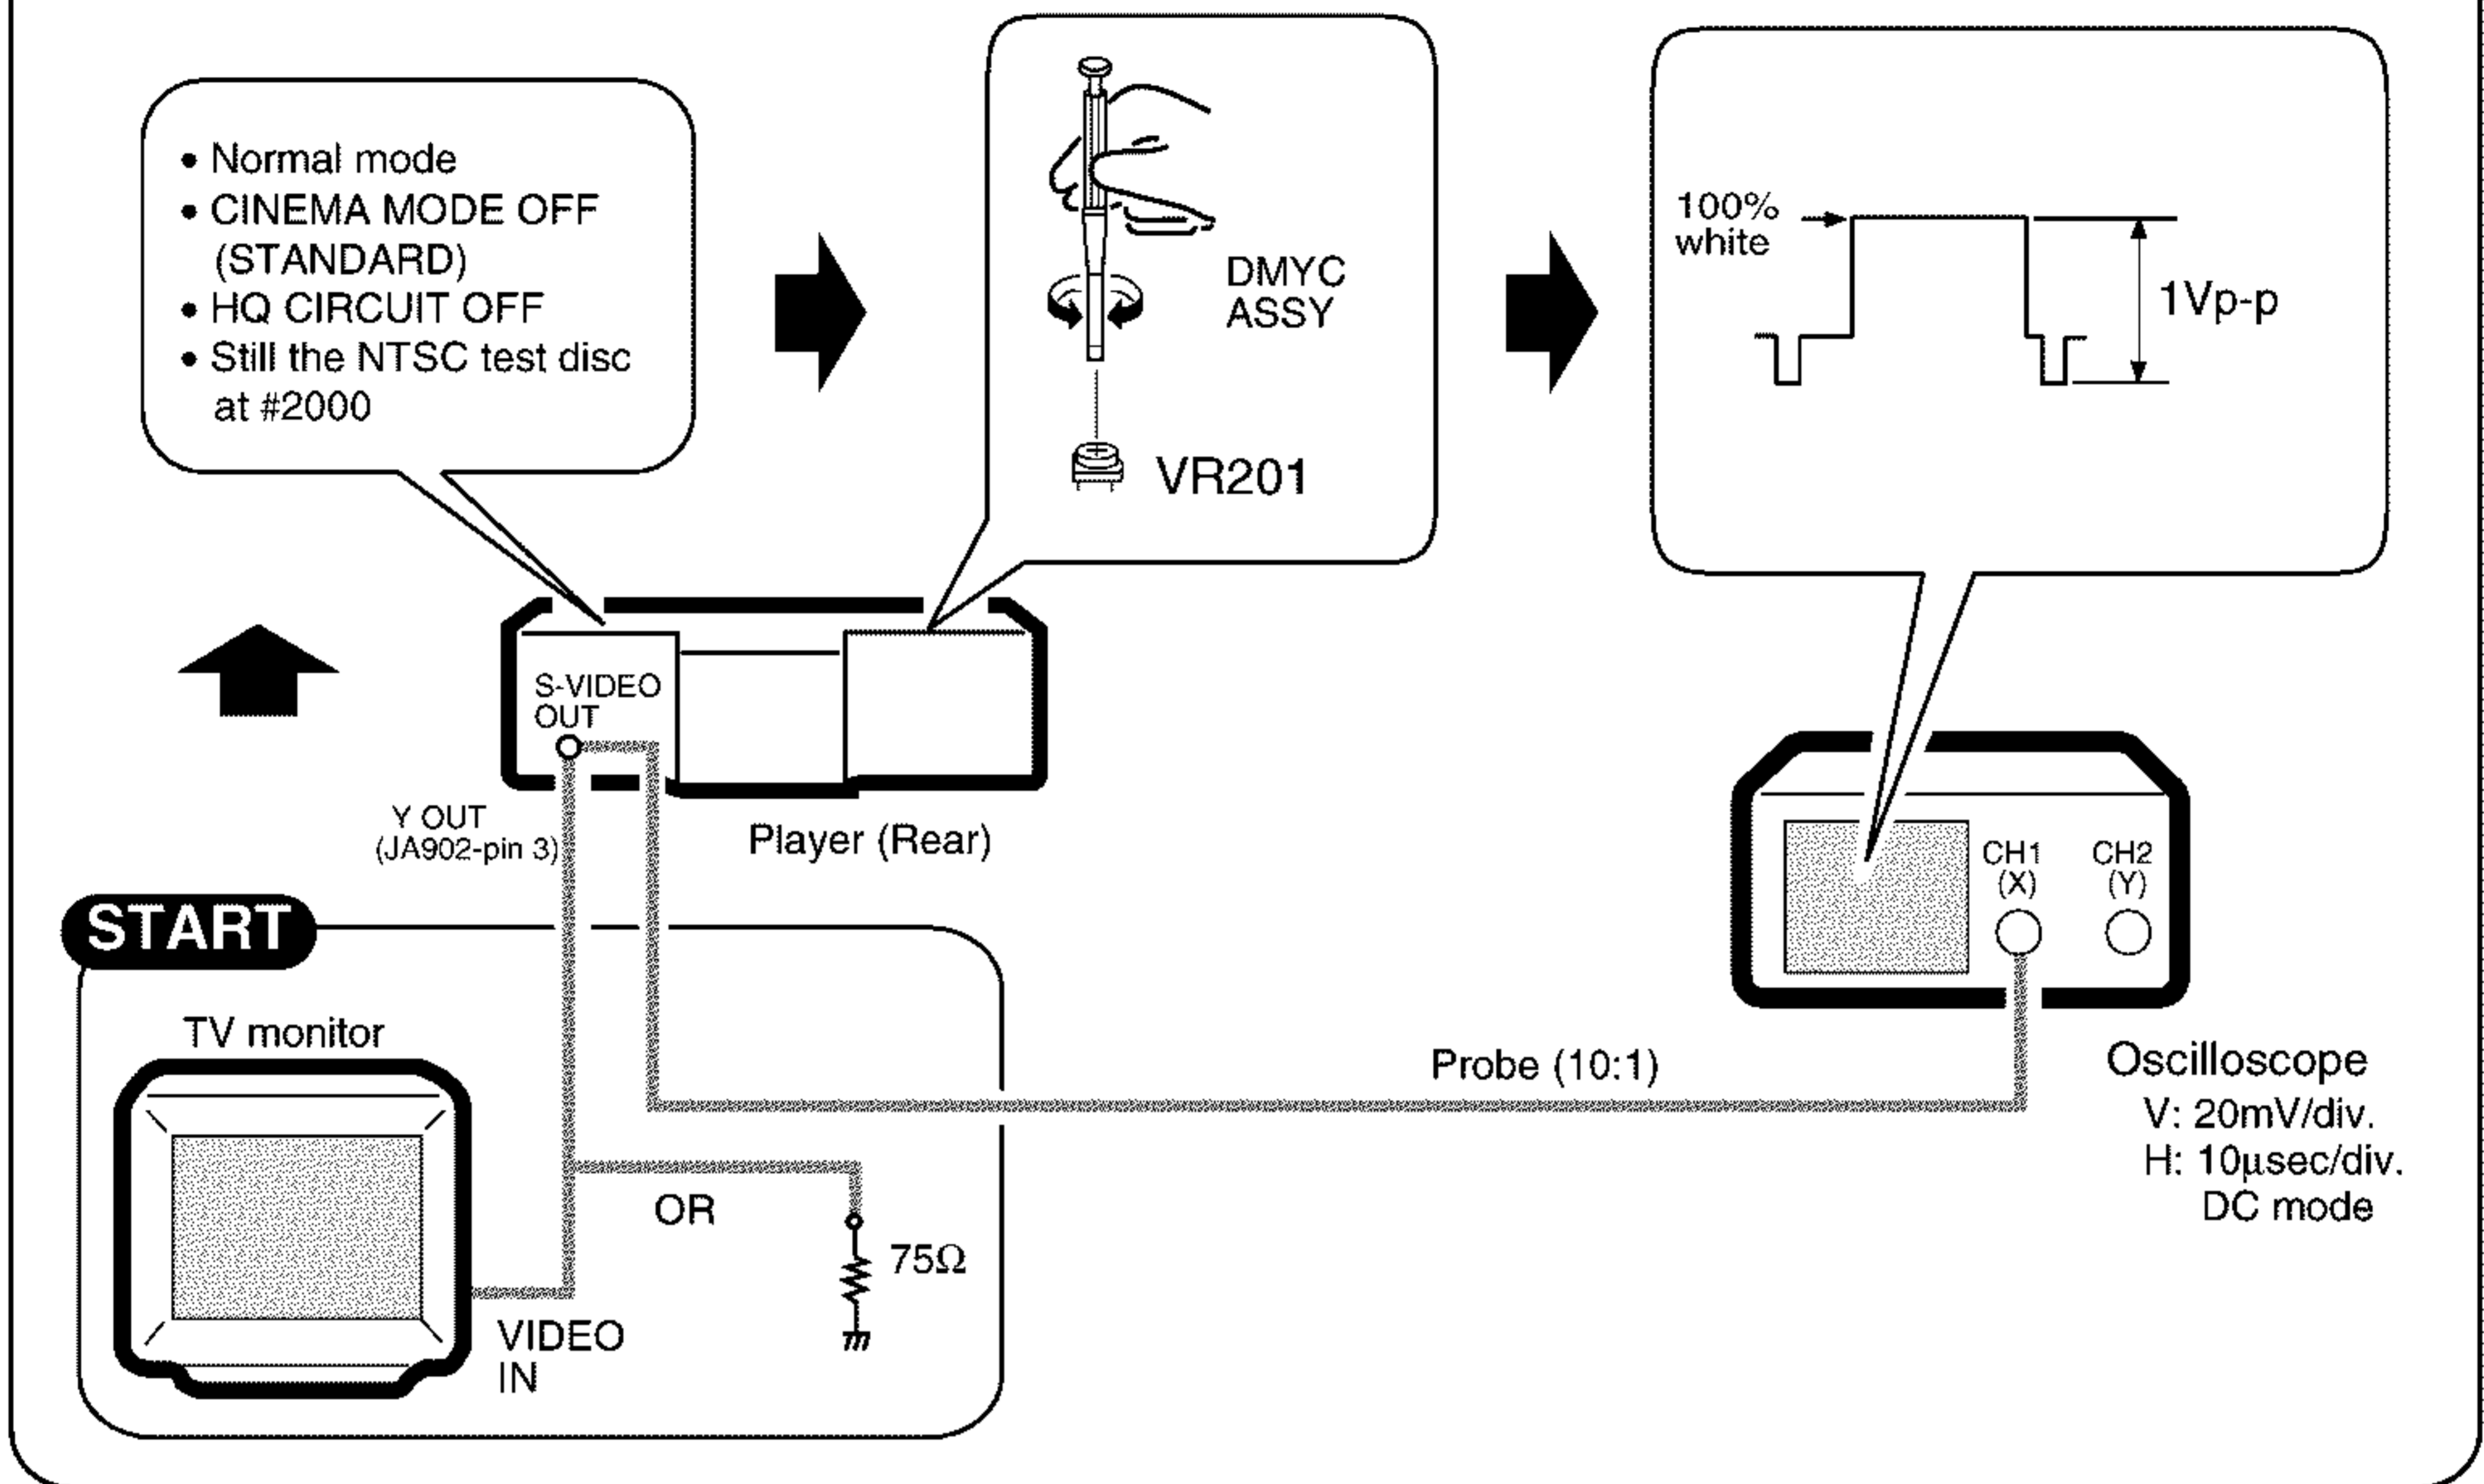 • Normal mode
• CINEMA MODE OFF
(STANDARD)
• HQ CIRCUIT OFF
• Still the NTSC test disc
at #2000
DMYC
ASSY
VR201
100%
white
1Vp-p
S-VIDEO
OUT
Y OUT
(JA902-pin 3)
Player (Rear)
CH1
(X)
CH2
(Y)
START
TV monitor
Probe (10:1)
Oscilloscope
V: 20mV/div.
H: 10µsec/div.
DC mode
OR
75Ω
VIDEO
IN